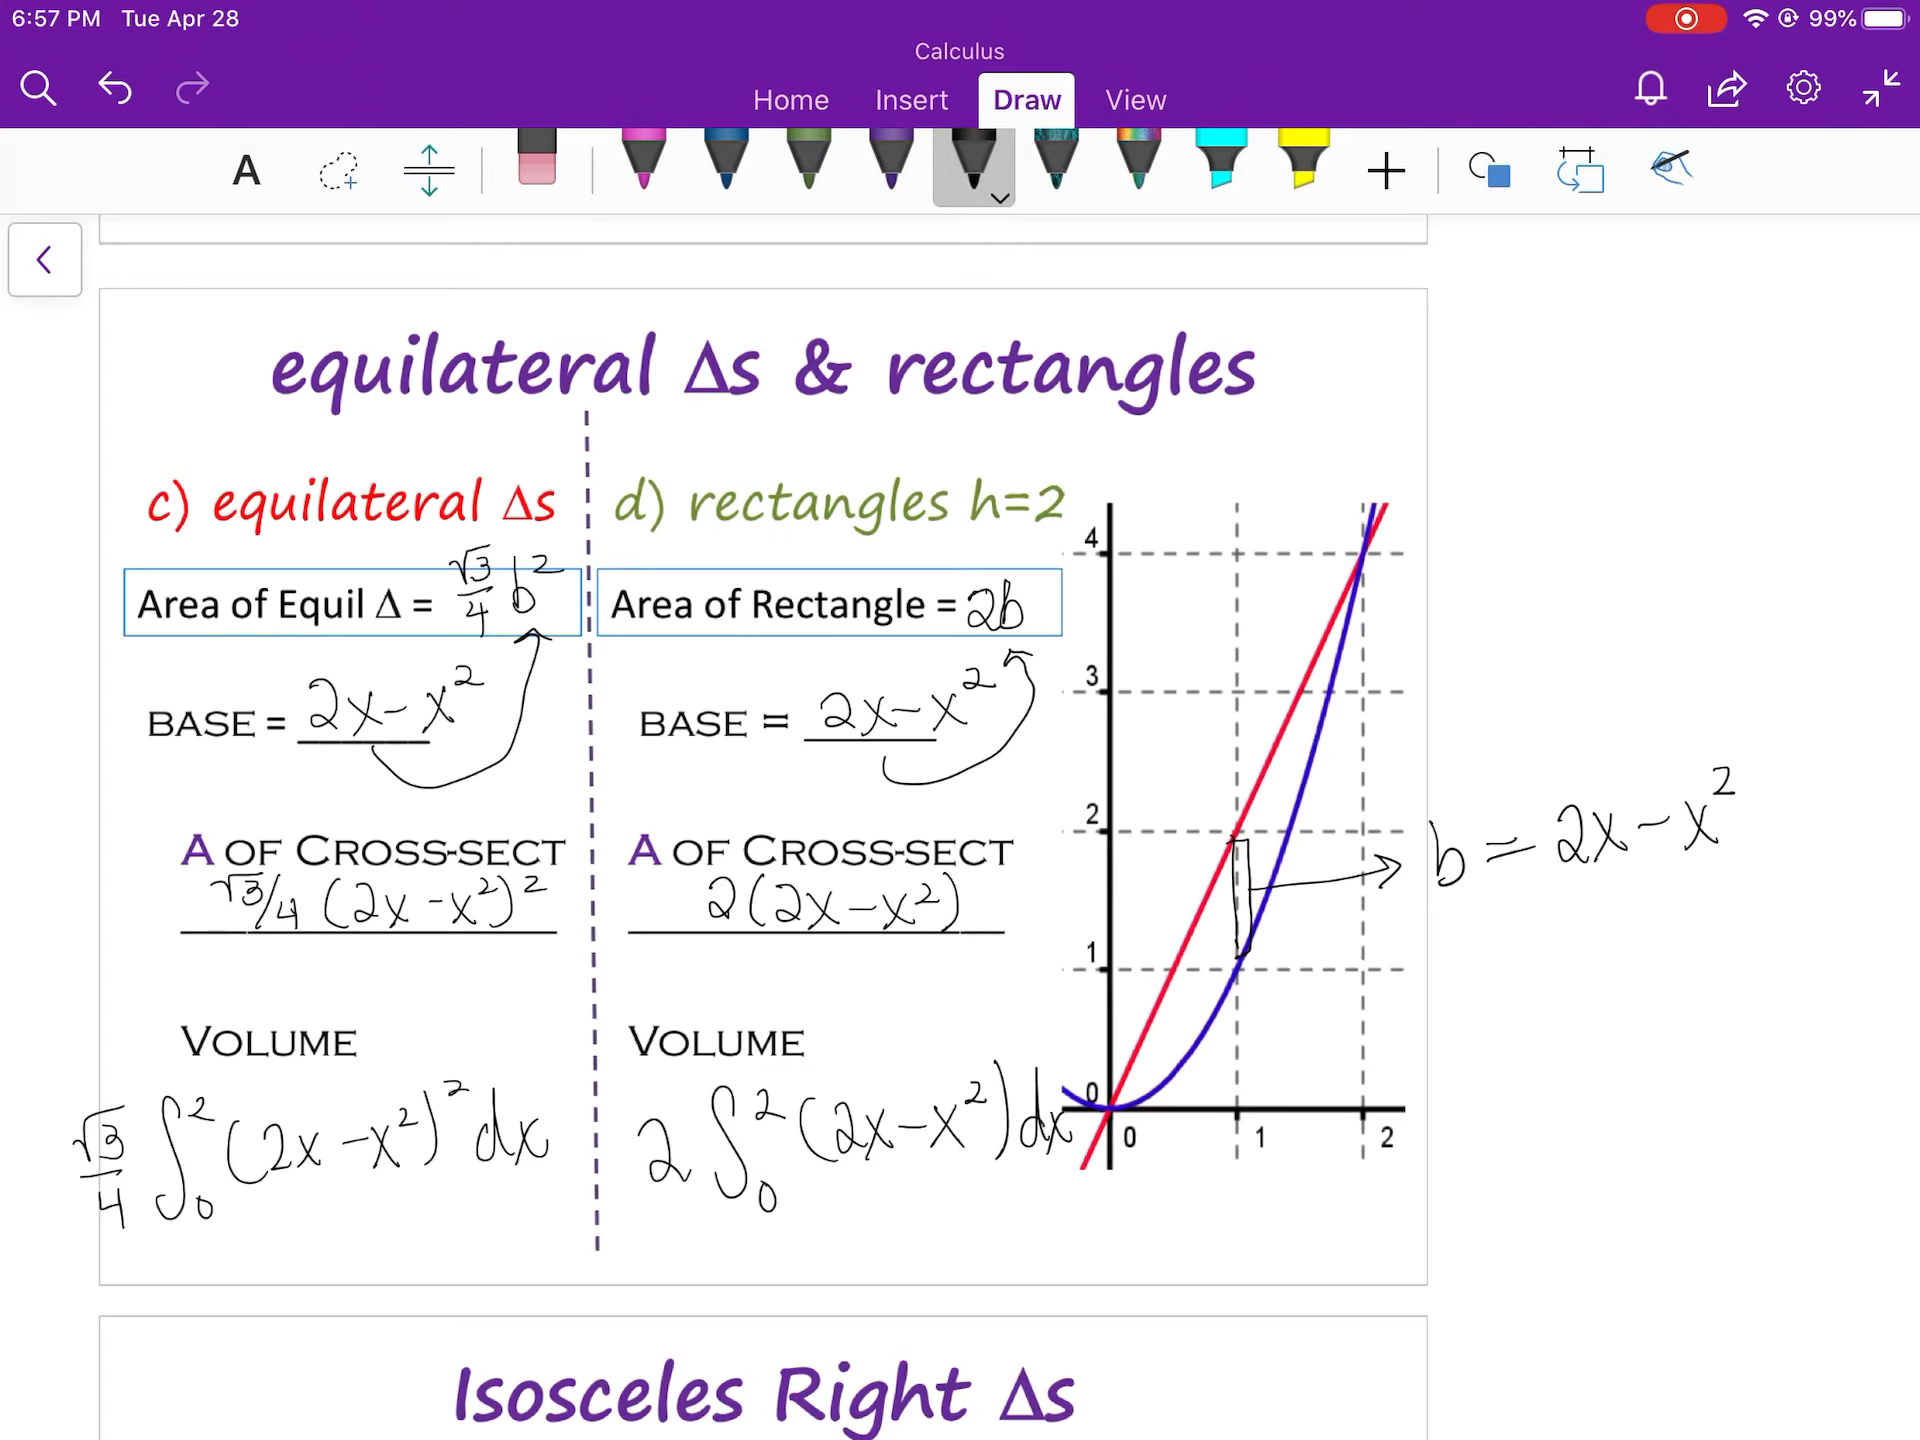 6:57 PM Tue Apr 28
99%
Calculus
Home Insert Draw View
A
equilateral Δs & rectangles
c) equilateral Δs
Area of Equil Δ = √3/4 b²
BASE = 2x-x²
A OF CROSS-SECT
√3/4 (2x-x²)²
VOLUME
√3/4 ∫₀² (2x-x²)² dx
d) rectangles h=2
Area of Rectangle = 2b
BASE = 2x-x²
A OF CROSS-SECT
2(2x-x²)
VOLUME
2 ∫₀² (2x-x²)dx
4
3
2
1
0
0 1 2
b = 2x-x²
Isosceles Right Δs